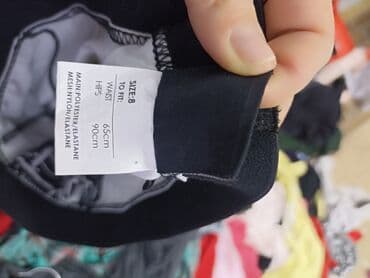 SIZE:8
TO FIT:
WAIST 65cm
HIPS 90cm
MAIN POLYESTER/ELASTANE
MESH NYLON/ELASTANE